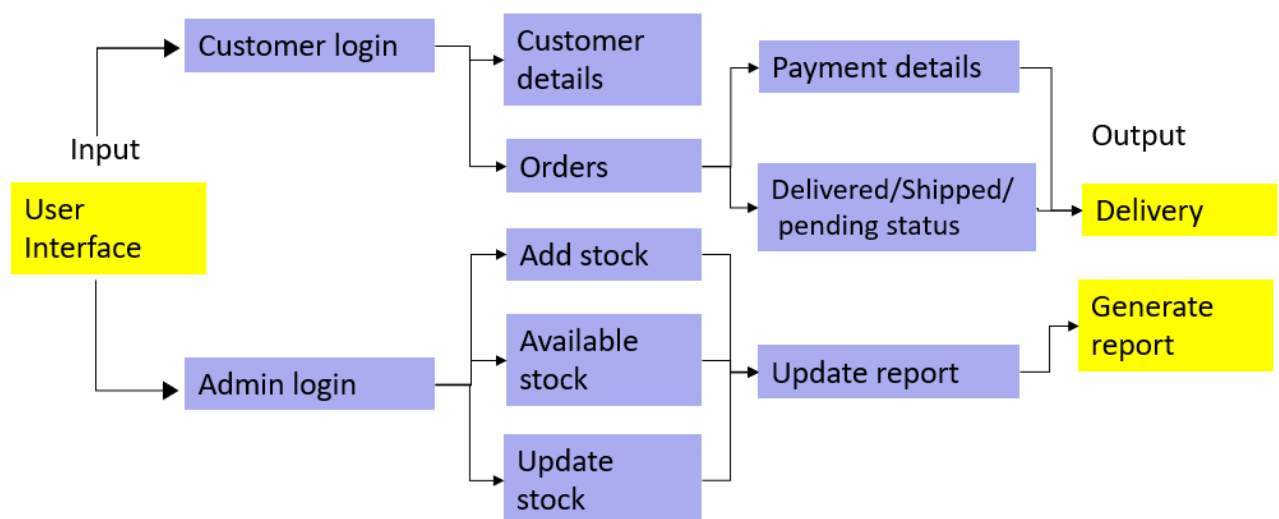 Input
User
Interface
Customer login
Admin login
Customer
details
Orders
Add stock
Available
stock
Update
stock
Payment details
Delivered/Shipped/
pending status
Update report
Output
Delivery
Generate
report